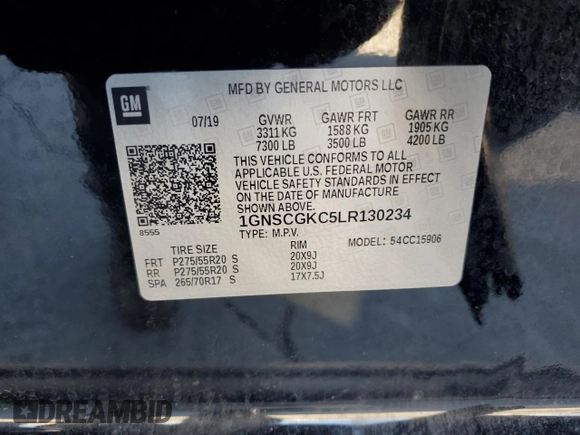 MFD BY GENERAL MOTORS LLC
GM
07/19 GVWR GAWR FRT GAWR RR
3311 KG 1588 KG 1905 KG
7300 LB 3500 LB 4200 LB
THIS VEHICLE CONFORMS TO ALL
APPLICABLE U.S. FEDERAL MOTOR
VEHICLE SAFETY STANDARDS IN EFFECT
ON THE DATE OF MANUFACTURE
SHOWN ABOVE.
1GNSCGKC5LR130234
8555
TYPE: M.P.V. MODEL: 54CC15906
TIRE SIZE RIM
FRT P275/55R20 S 20X9J
RR P275/55R20 S 20X9J
SPA 265/70R17 S 17X7.5J
DREAMBID